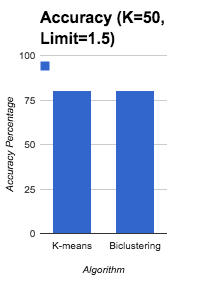 Accuracy (K=50,
Limit=1.5)
100
75
50
25
0
Accuracy Percentage
K-means Biclustering
Algorithm